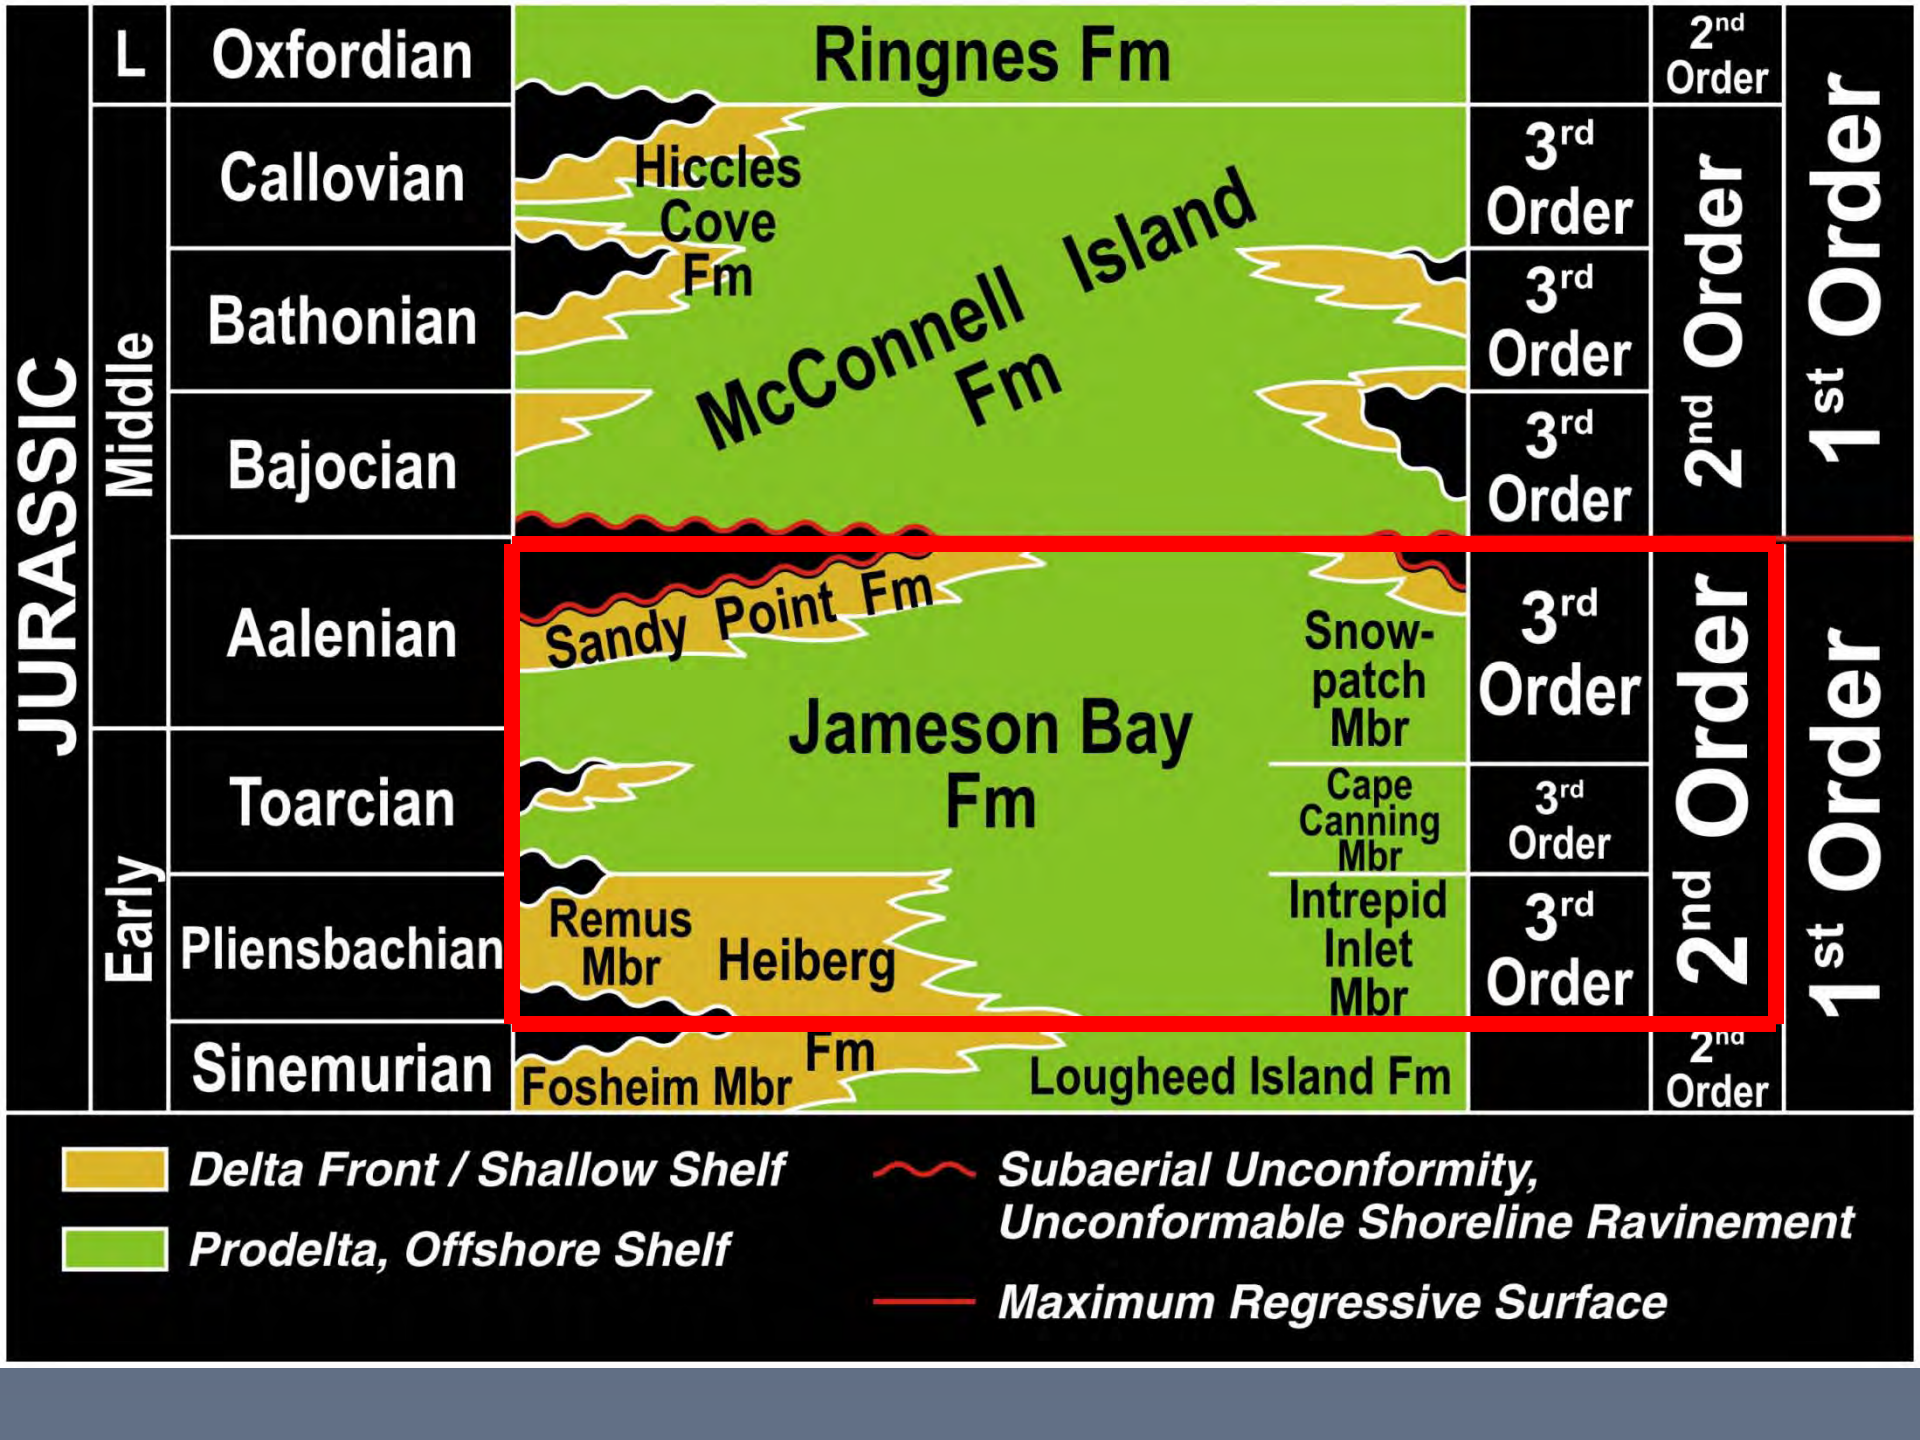 JURASSIC
L
Middle
Early
Oxfordian
Callovian
Bathonian
Bajocian
Aalenian
Toarcian
Pliensbachian
Sinemurian
Ringnes Fm
Hiccles
Cove
Fm
McConnell Island
Fm
Sandy Point Fm
Jameson Bay
Fm
Snow-
patch
Mbr
Cape
Canning
Mbr
Intrepid
Inlet
Mbr
Remus
Mbr
Heiberg
Fm
Fosheim Mbr
Lougheed Island Fm
3rd
Order
3rd
Order
3rd
Order
3rd
Order
3rd
Order
3rd
Order
2nd
Order
2nd Order
2nd Order
2nd
Order
1st Order
1st Order
Delta Front / Shallow Shelf
Prodelta, Offshore Shelf
Subaerial Unconformity,
Unconformable Shoreline Ravinement
Maximum Regressive Surface